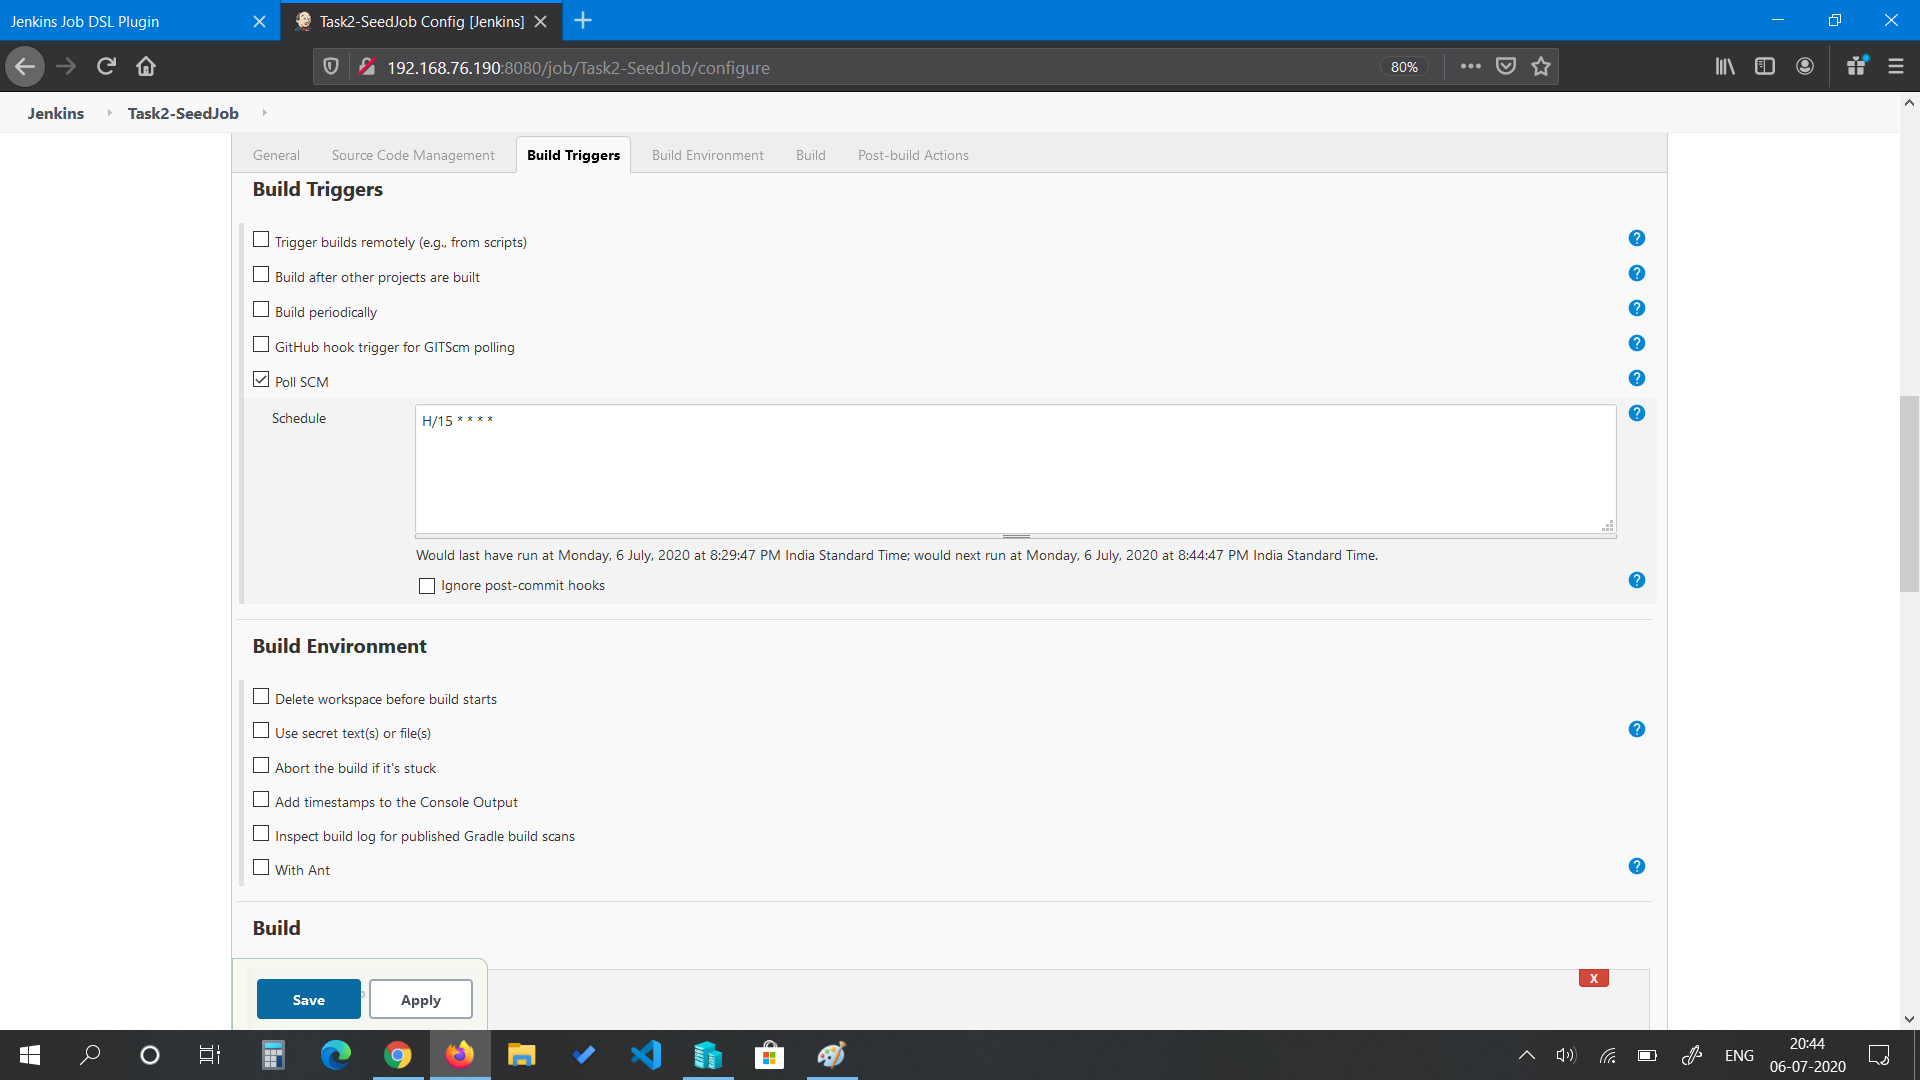 Jenkins Job DSL Plugin
Task2-SeedJob Config [Jenkins]
192.168.76.190:8080/job/Task2-SeedJob/configure
80%
Jenkins
Task2-SeedJob
General
Source Code Management
Build Triggers
Build Environment
Build
Post-build Actions
Build Triggers
Trigger builds remotely (e.g., from scripts)
?
Build after other projects are built
?
Build periodically
?
GitHub hook trigger for GITScm polling
?
Poll SCM
?
Schedule
H/15 * * * *
?
Would last have run at Monday, 6 July, 2020 at 8:29:47 PM India Standard Time; would next run at Monday, 6 July, 2020 at 8:44:47 PM India Standard Time.
Ignore post-commit hooks
?
Build Environment
Delete workspace before build starts
Use secret text(s) or file(s)
?
Abort the build if it's stuck
Add timestamps to the Console Output
Inspect build log for published Gradle build scans
With Ant
?
Build
X
Save
Apply
ENG
20:44
06-07-2020